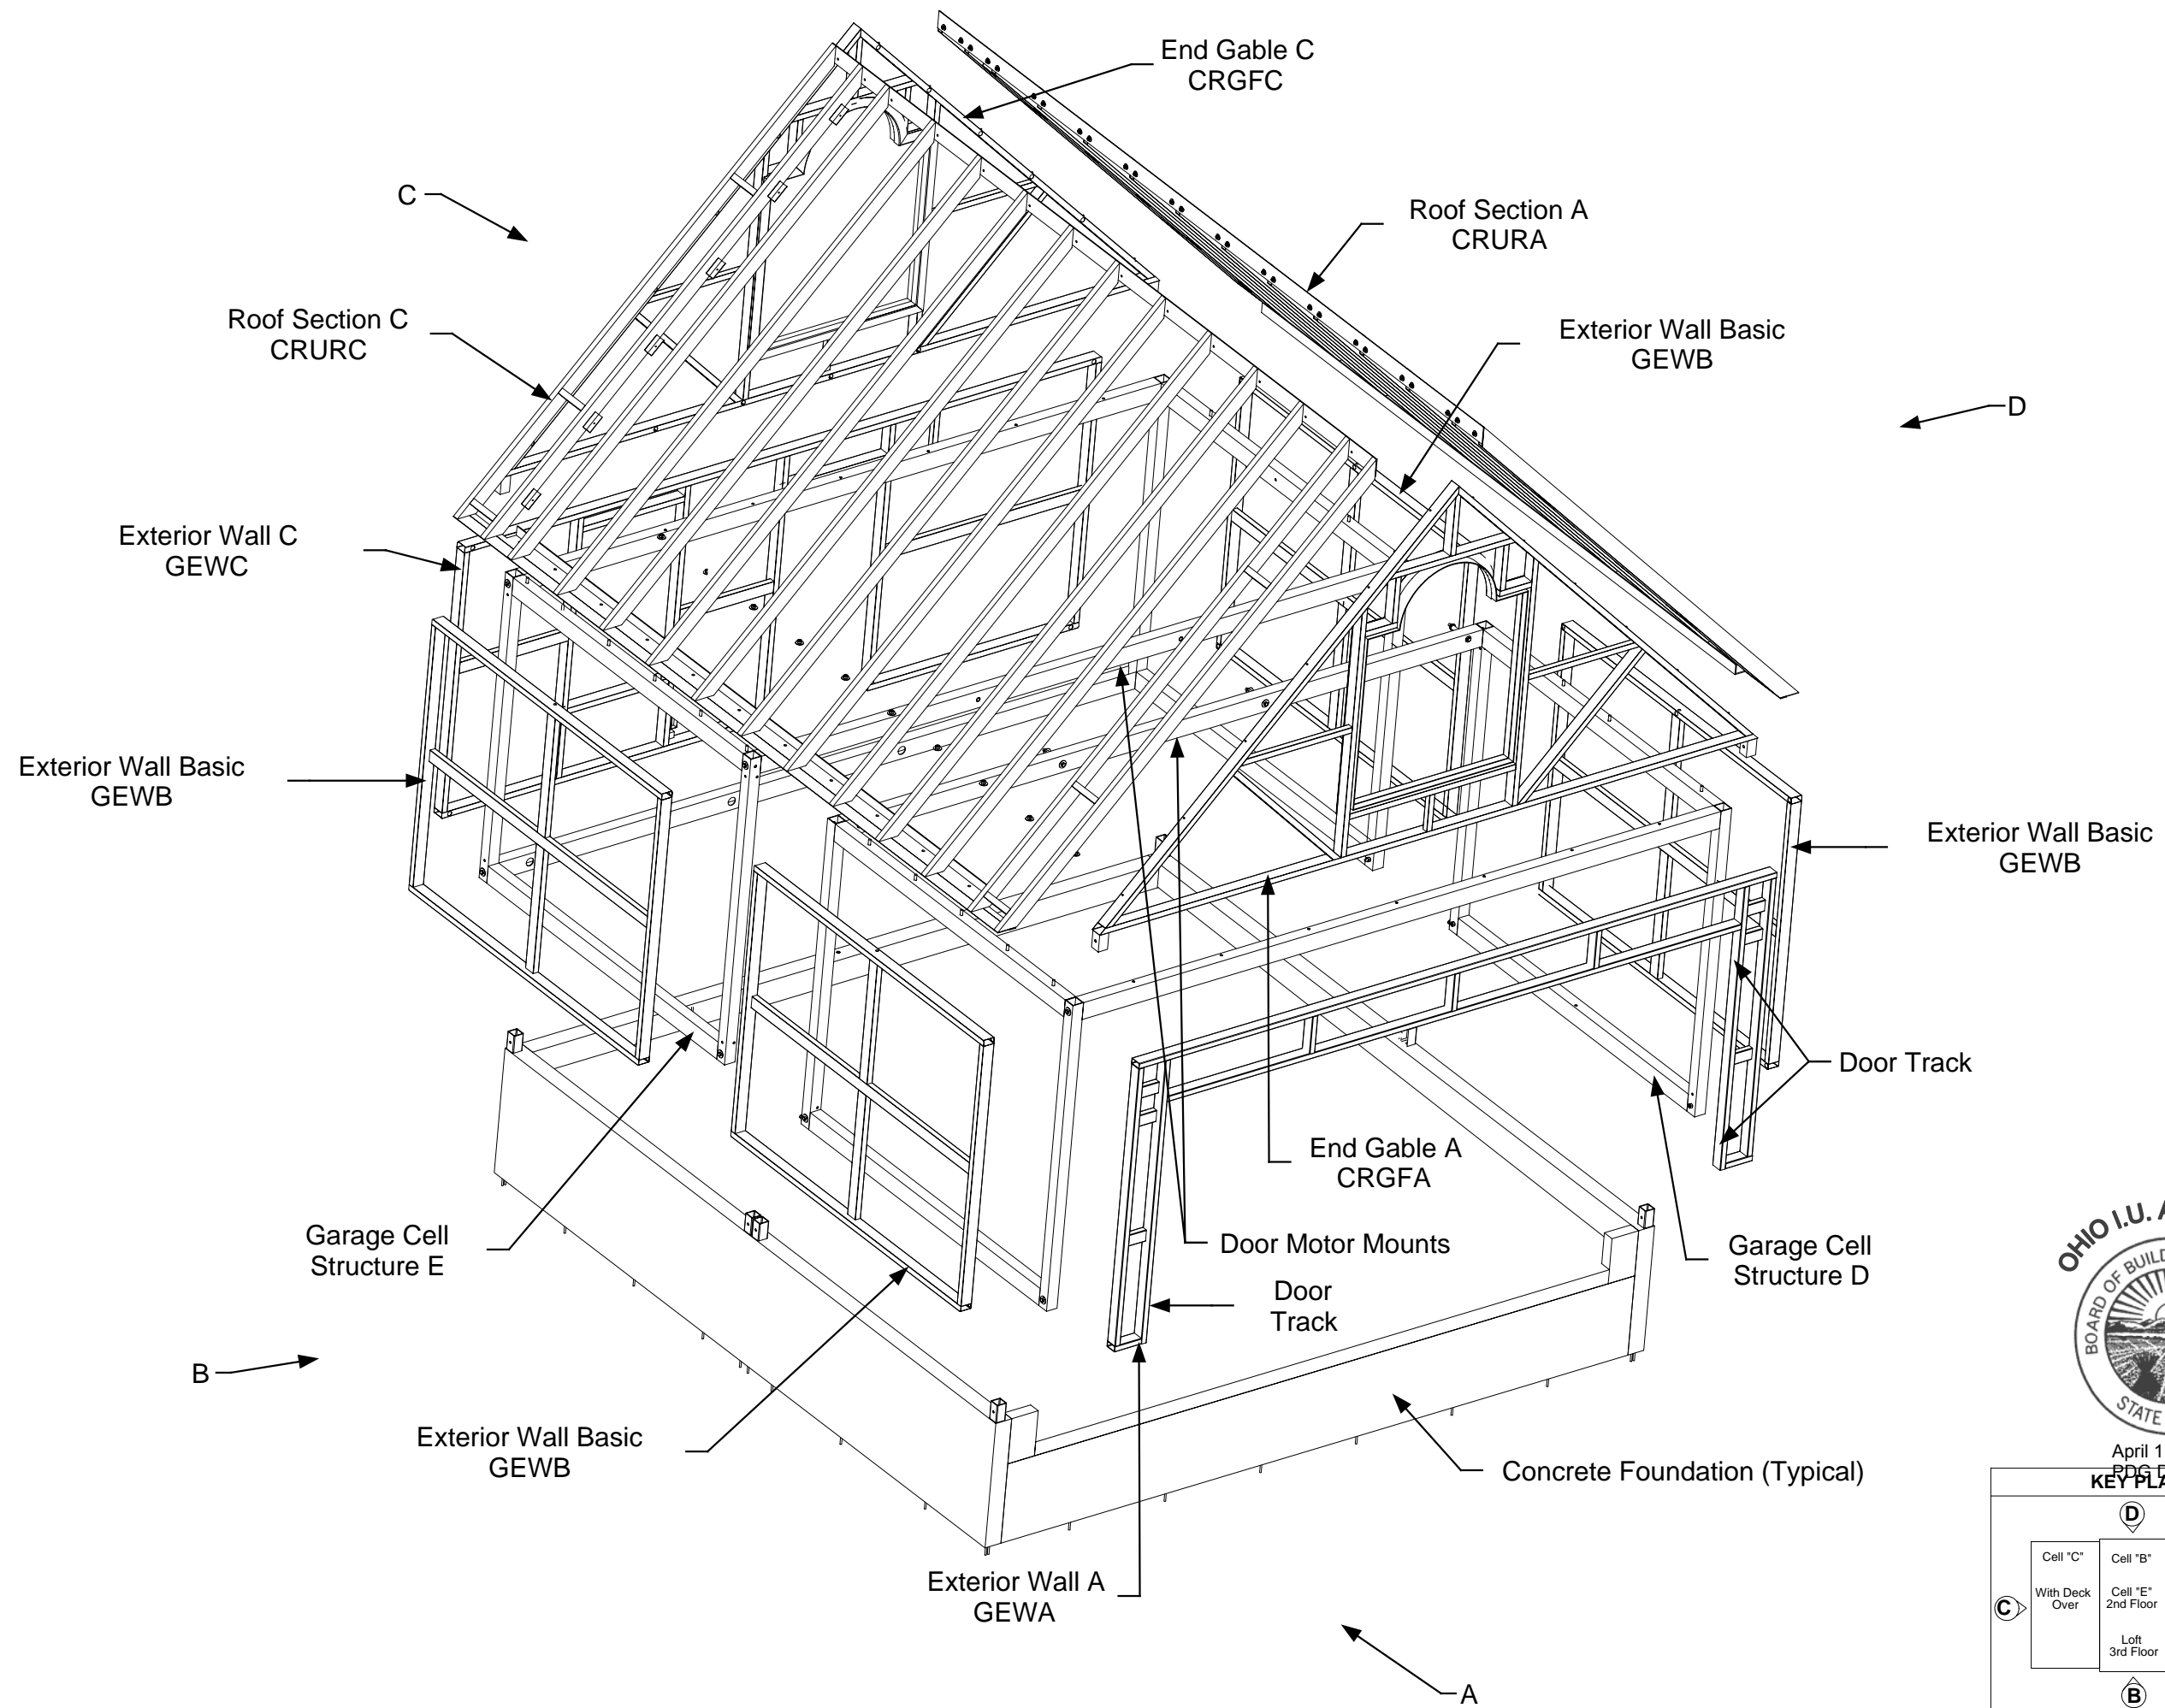 End Gable C
CRGFC
C
Roof Section A
CRURA
Roof Section C
CRURC
Exterior Wall Basic
GEWB
D
Exterior Wall C
GEWC
Exterior Wall Basic
GEWB
Exterior Wall Basic
GEWB
Door Track
End Gable A
CRGFA
Garage Cell
Structure E
Door Motor Mounts
Garage Cell
Structure D
Door
Track
B
Exterior Wall Basic
GEWB
Concrete Foundation (Typical)
Exterior Wall A
GEWA
A
OHIO I.U.
BOARD OF
STATE
April
KEY
D
Cell "C"
Cell "B"
With Deck
Over
Cell "E"
2nd Floor
C
Loft
3rd Floor
B